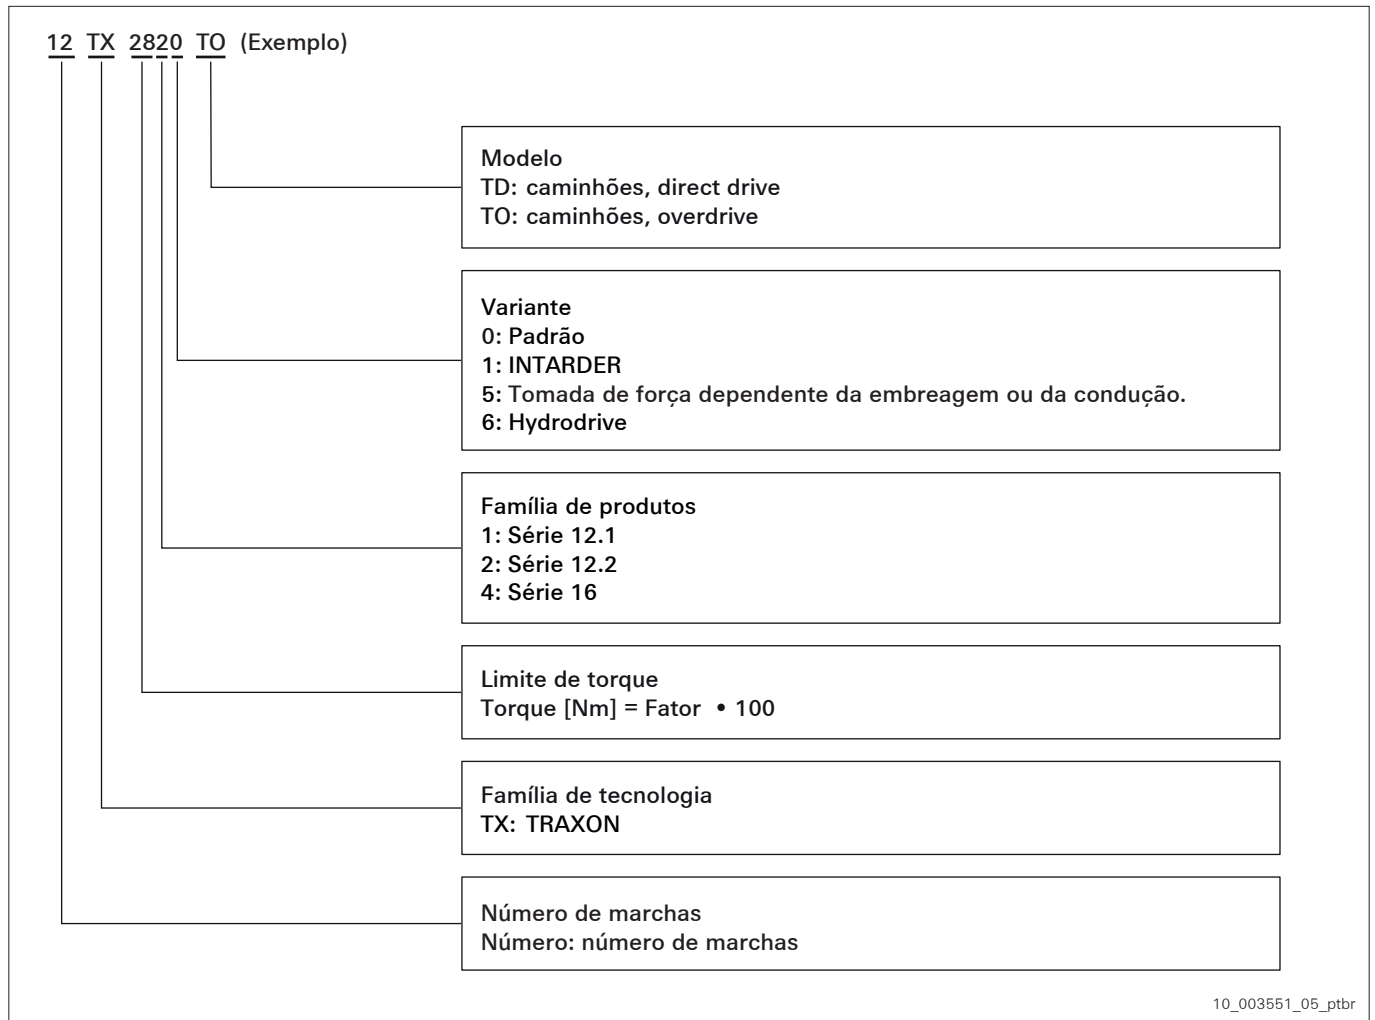 12 TX 2820 TO (Exemplo)
Modelo
TD: caminhões, direct drive
TO: caminhões, overdrive
Variante
0: Padrão
1: INTARDER
5: Tomada de força dependente da embreagem ou da condução.
6: Hydrodrive
Família de produtos
1: Série 12.1
2: Série 12.2
4: Série 16
Limite de torque
Torque [Nm] = Fator • 100
Família de tecnologia
TX: TRAXON
Número de marchas
Número: número de marchas
10_003551_05_ptbr